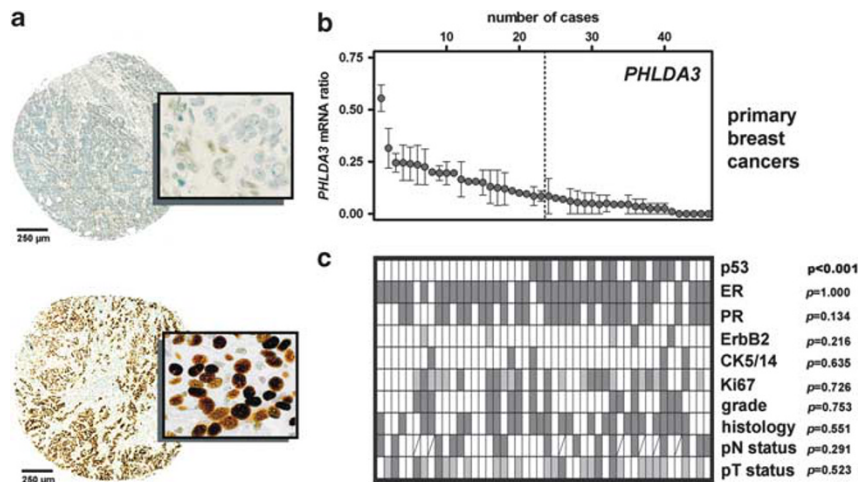 a
250 µm
250 µm
b
number of cases
10 20 30 40
PHLDA3 mRNA ratio
0.75
0.50
0.25
0.00
PHLDA3
primary
breast
cancers
c
p53 p<0.001
ER p=1.000
PR p=0.134
ErbB2 p=0.216
CK5/14 p=0.635
Ki67 p=0.726
grade p=0.753
histology p=0.551
pN status p=0.291
pT status p=0.523